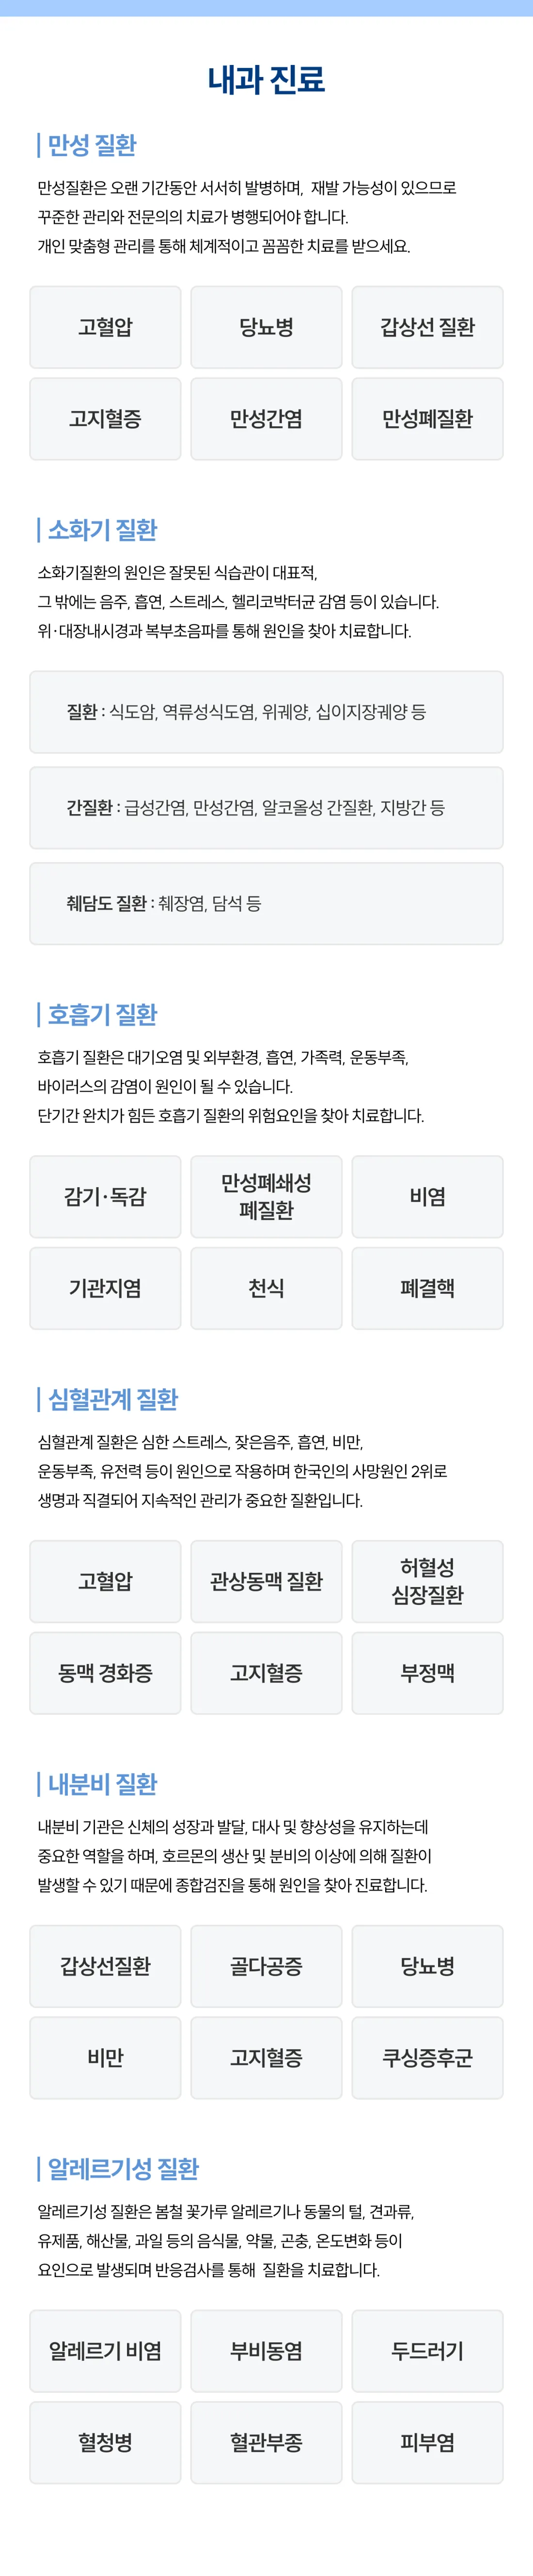 내과 진료
만성 질환
만성질환은 오랜 기간동안 서서히 발병하며, 재발 가능성이 있으므로
꾸준한 관리와 전문의의 치료가 병행되어야 합니다.
개인 맞춤형 관리를 통해 체계적이고 꼼꼼한 치료를 받으세요.
고혈압 당뇨병 갑상선 질환
고지혈증 만성간염 만성폐질환
소화기 질환
소화기질환의 원인은 잘못된 식습관이 대표적,
그 밖에는 음주, 흡연, 스트레스, 헬리코박터균 감염 등이 있습니다.
위·대장내시경과 복부초음파를 통해 원인을 찾아 치료합니다.
질환 : 식도암, 역류성식도염, 위궤양, 십이지장궤양 등
간질환 : 급성간염, 만성간염, 알코올성 간질환, 지방간 등
췌담도 질환 : 췌장염, 담석 등
호흡기 질환
호흡기 질환은 대기오염 및 외부환경, 흡연, 가족력, 운동부족,
바이러스의 감염이 원인이 될 수 있습니다.
단기간 완치가 힘든 호흡기 질환의 위험요인을 찾아 치료합니다.
감기·독감
만성폐쇄성
폐질환
비염
기관지염 천식 폐결핵
심혈관계 질환
심혈관계 질환은 심한 스트레스, 잦은음주, 흡연, 비만,
운동부족, 유전력 등이 원인으로 작용하며 한국인의 사망원인 2위로
생명과 직결되어 지속적인 관리가 중요한 질환입니다.
고혈압
관상동맥 질환
허혈성
심장질환
동맥 경화증 고지혈증 부정맥
내분비 질환
내분비 기관은 신체의 성장과 발달, 대사 및 향상성을 유지하는데
중요한 역할을 하며, 호르몬의 생산 및 분비의 이상에 의해 질환이
발생할 수 있기 때문에 종합검진을 통해 원인을 찾아 진료합니다.
갑상선질환 골다공증 당뇨병
비만 고지혈증 쿠싱증후군
알레르기성 질환
알레르기성 질환은 봄철 꽃가루 알레르기나 동물의 털, 견과류,
유제품, 해산물, 과일 등의 음식물, 약물, 곤충, 온도변화 등이
요인으로 발생되며 반응검사를 통해 질환을 치료합니다.
알레르기 비염 부비동염 두드러기
혈청병 혈관부종 피부염